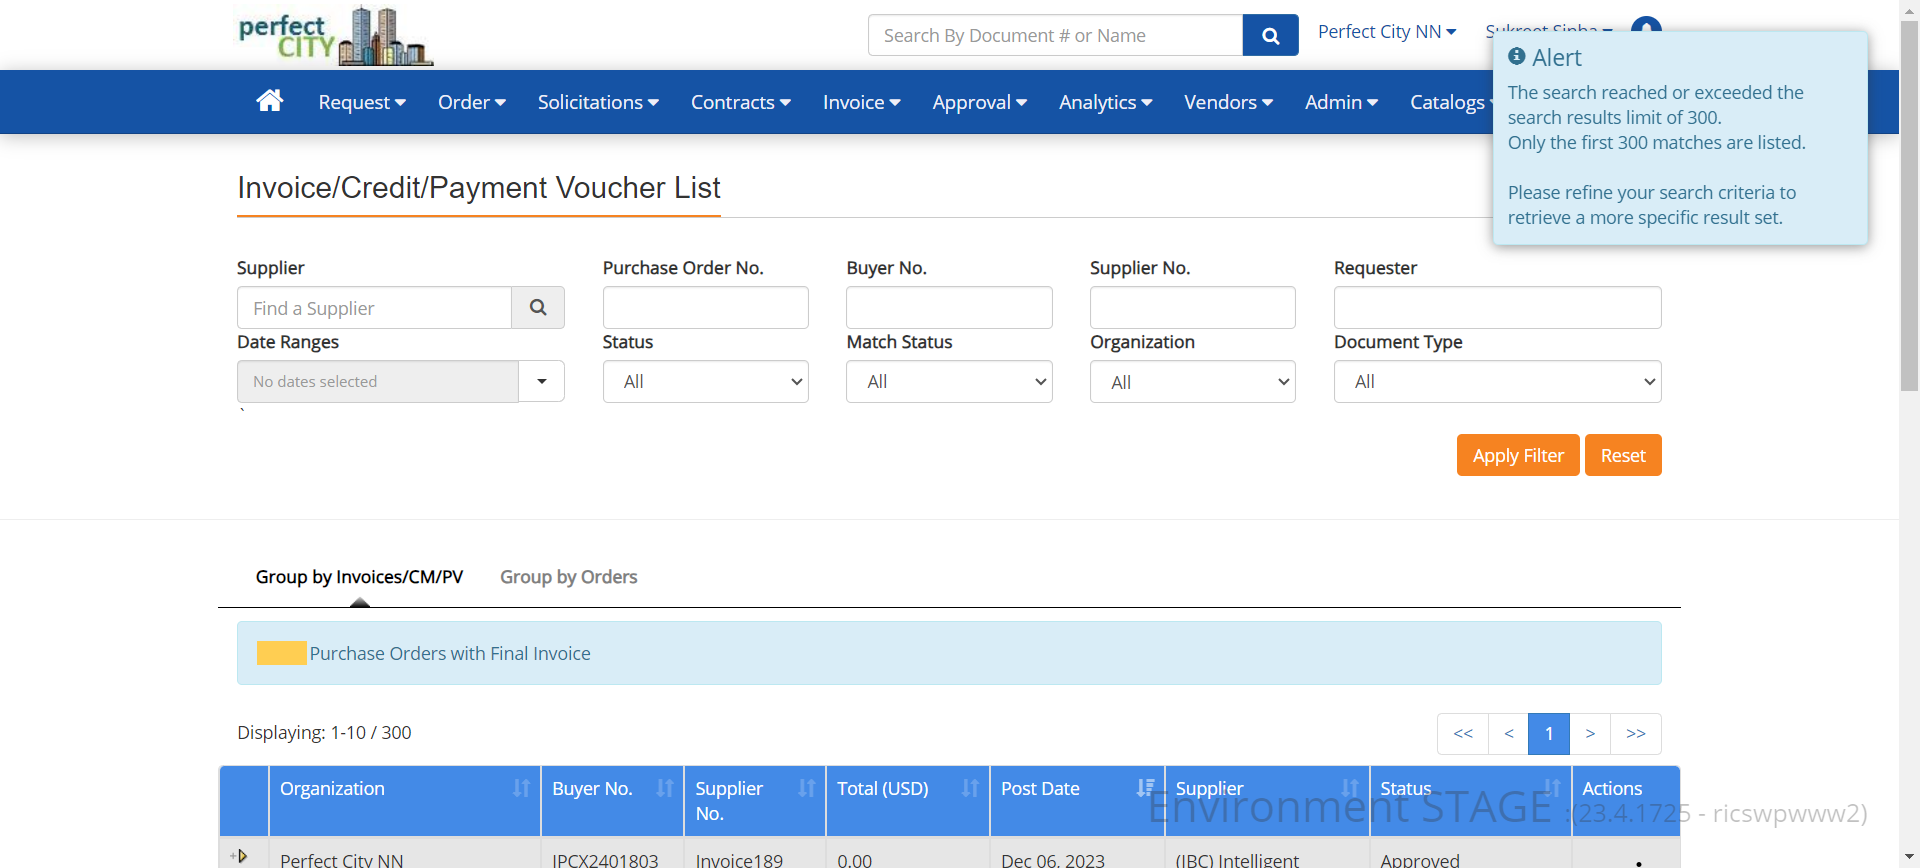 perfect
CITY
Search By Document # or Name
Perfect City NN
Sukreet Sinha
Request
Order
Solicitations
Contracts
Invoice
Approval
Analytics
Vendors
Admin
Catalogs
Alert
The search reached or exceeded the
search results limit of 300.
Only the first 300 matches are listed.
Please refine your search criteria to
retrieve a more specific result set.
Invoice/Credit/Payment Voucher List
Supplier
Purchase Order No.
Buyer No.
Supplier No.
Requester
Find a Supplier
Date Ranges
Status
Match Status
Organization
Document Type
No dates selected
All
All
All
All
`
Apply Filter
Reset
Group by Invoices/CM/PV
Group by Orders
Purchase Orders with Final Invoice
Displaying: 1-10 / 300
<<
<
1
>
>>
Organization
Buyer No.
Supplier
No.
Total (USD)
Post Date
Supplier
Status
Actions
Environment STAGE :(23.4.1725 - ricswpwww2)
Perfect City NN
IPCX2401803
Invoice189
0.00
Dec 06, 2023
(IBC) Intelligent
Approved